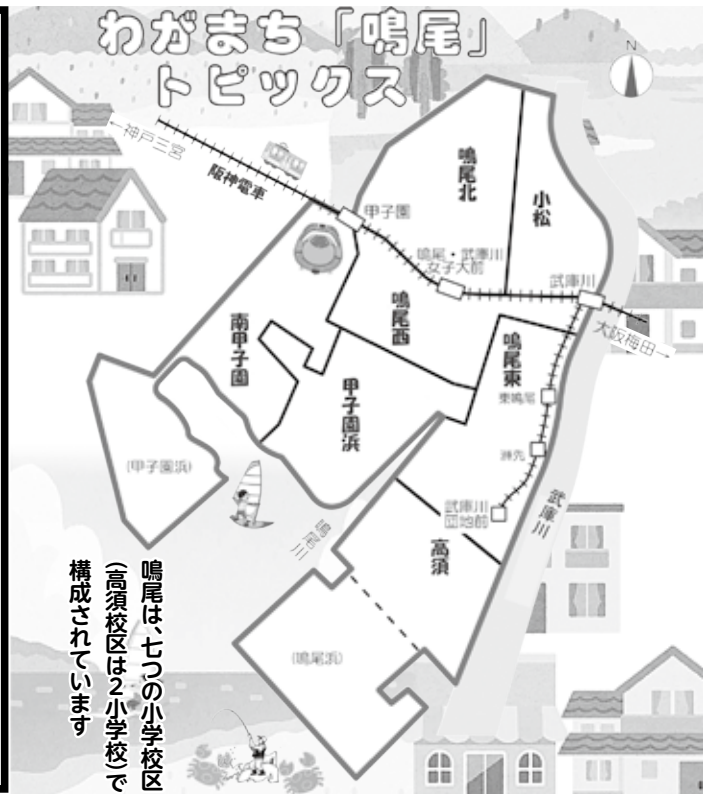 わがまち「鳴尾」
トピックス
N
←神戸三宮
阪神電車
甲子園
鳴尾北
小松
鳴尾・武庫川
女子大前
武庫川
大阪梅田→
鳴尾西
南甲子園
鳴尾東
甲子園浜
東鳴尾
洲先
(甲子園浜)
武庫川
団地前
武庫川
鳴尾川
高須
(鳴尾浜)
鳴尾は、七つの小学校区
(高須校区は2小学校)で
構成されています